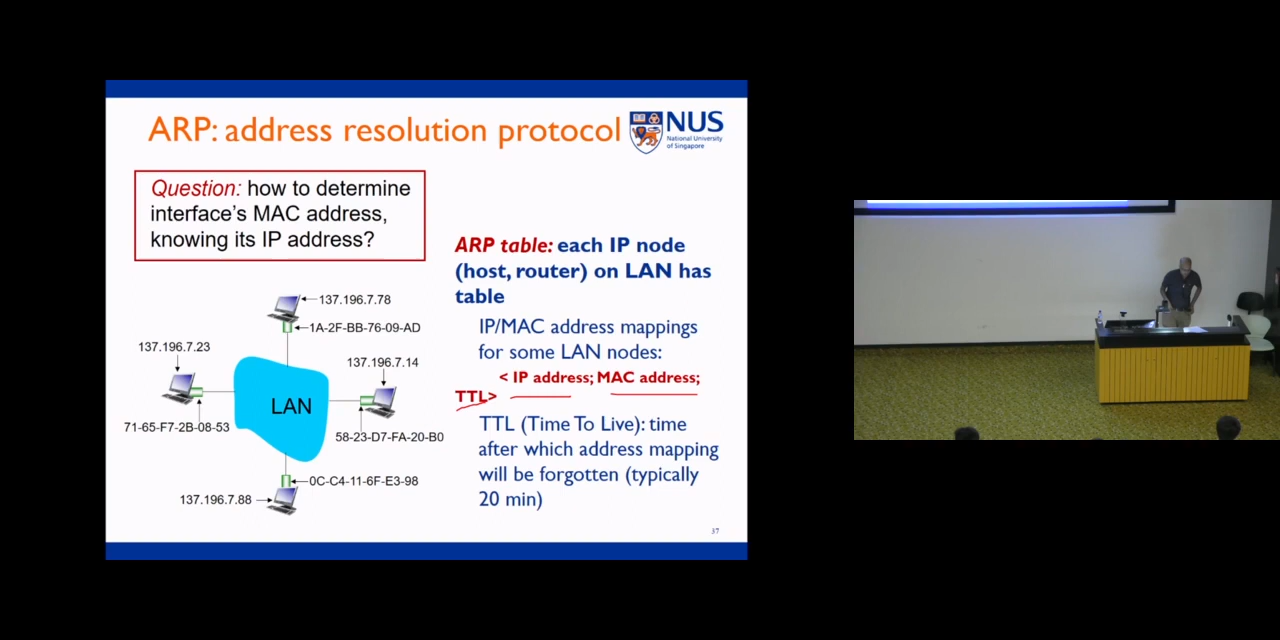 ARP: address resolution protocol
NUS
National University
of Singapore
Question: how to determine
interface's MAC address,
knowing its IP address?
ARP table: each IP node
(host, router) on LAN has
table
IP/MAC address mappings
for some LAN nodes:
< IP address; MAC address;
TTL>
TTL (Time To Live): time
after which address mapping
will be forgotten (typically
20 min)
137.196.7.78
1A-2F-BB-76-09-AD
137.196.7.23
137.196.7.14
LAN
71-65-F7-2B-08-53
58-23-D7-FA-20-B0
0C-C4-11-6F-E3-98
137.196.7.88
37